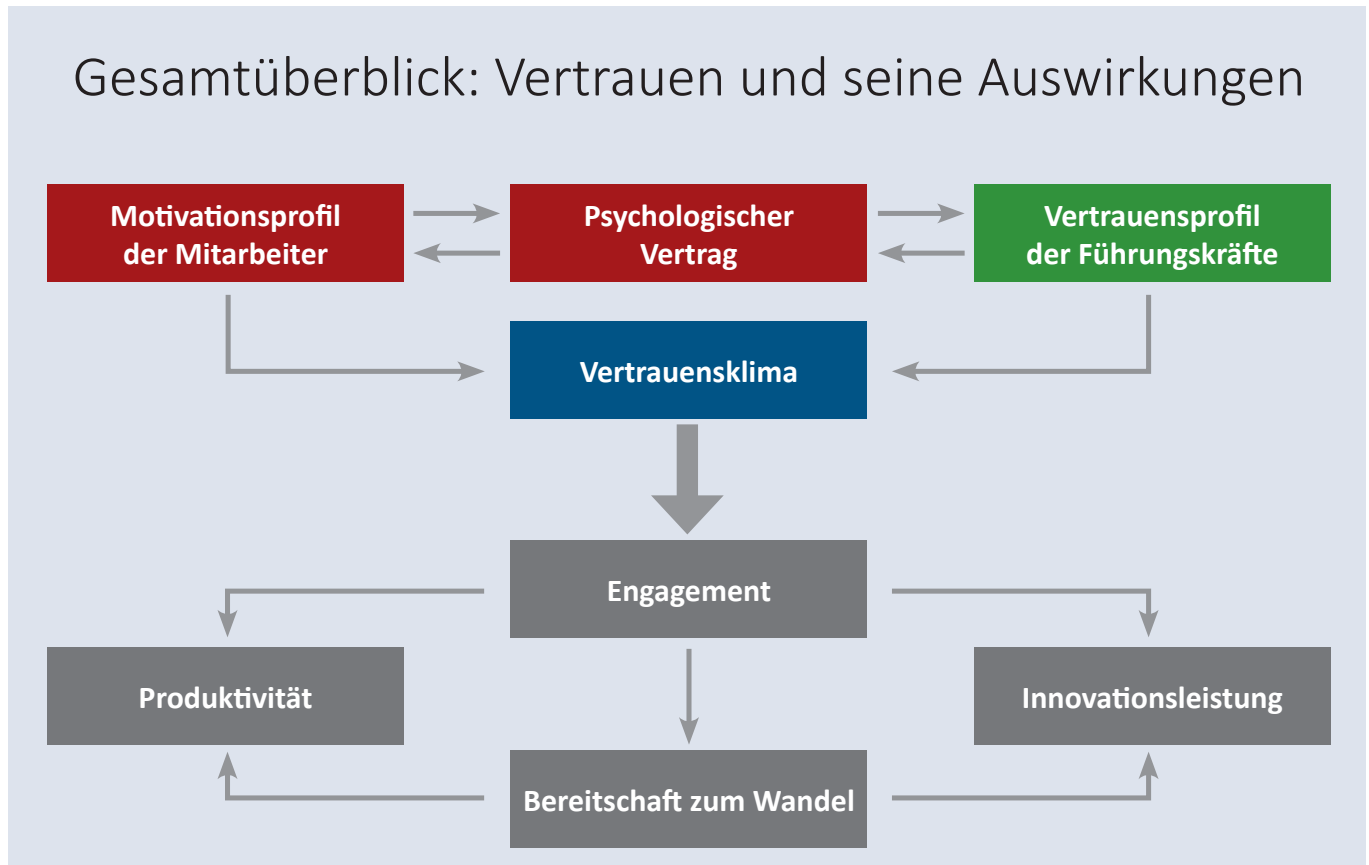 Gesamtüberblick: Vertrauen und seine Auswirkungen
Motivationsprofil
der Mitarbeiter
Psychologischer
Vertrag
Vertrauensprofil
der Führungskräfte
Vertrauensklima
Engagement
Produktivität
Innovationsleistung
Bereitschaft zum Wandel